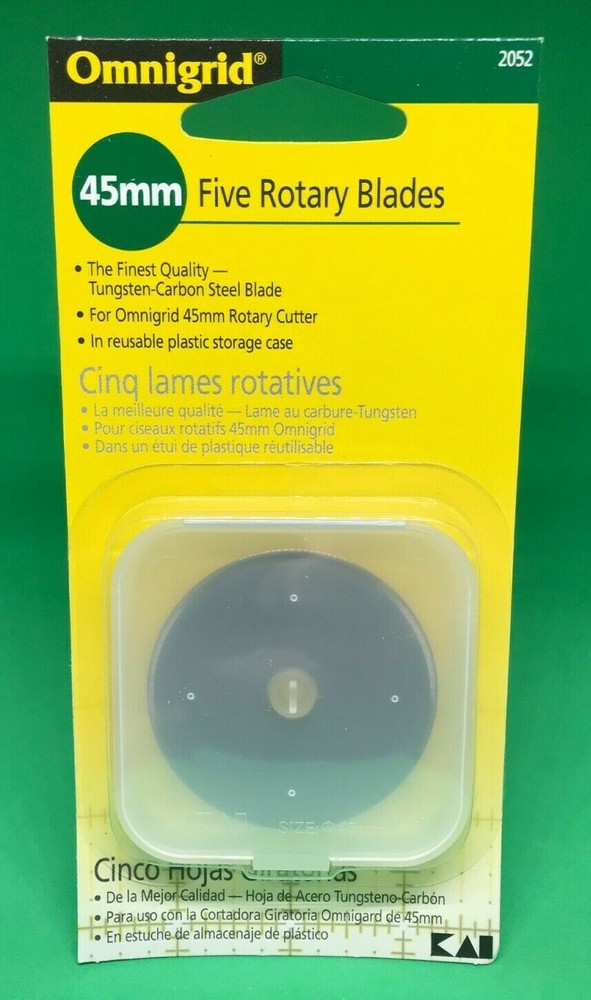 Omnigrid®
2052
45mm
Five Rotary Blades
• The Finest Quality —
Tungsten-Carbon Steel Blade
• For Omnigrid 45mm Rotary Cutter
• In reusable plastic storage case
Cinq lames rotatives
• La meilleure qualité — Lame au carbure-Tungsten
• Pour ciseaux rotatifs 45mm Omnigrid
• Dans un étui de plastique réutilisable
SIZE:
Cinco Hojas Giratorias
• De la Mejor Calidad — Hoja de Acero Tungsteno-Carbón
• Para uso con la Cortadora Giratoria Omnigard de 45mm
• En estuche de almacenaje de plástico
KAI